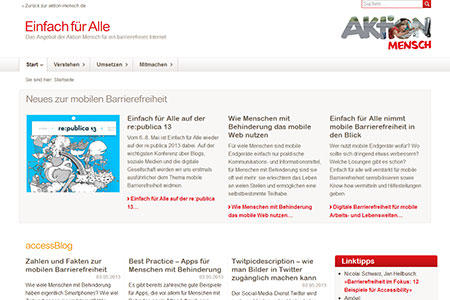 « Zurück zur aktion-mensch.de
Suche
Einfach für Alle
Das Angebot der Aktion Mensch für ein barrierefreies Internet
AKTION MENSCH
Start
Verstehen
Umsetzen
Mitmachen
Sie sind hier: Startseite
Neues zur mobilen Barrierefreiheit
re:publica 13
Einfach für Alle auf der
re:publica 13
Vom 6.-8. Mai ist Einfach für Alle wieder
auf der re:publica 2013 dabei. Auf der
wichtigsten Konferenz über Blogs,
soziale Medien und die digitale
Gesellschaft werden wir uns erstmals
ausführlicher dem Thema mobile
Barrierefreiheit widmen.
Einfach für Alle auf der re:publica
13...
Wie Menschen mit
Behinderung das mobile
Web nutzen
Für viele Menschen sind mobile
Endgeräte einfach nur praktische
Kommunikations- und Informationsmittel,
für Menschen mit Behinderung sind sie
oft viel mehr: sie erleichtern das Leben
an vielen Stellen und ermöglichen eine
selbstbestimmte Teilhabe.
Wie Menschen mit Behinderung
das mobile Web nutzen...
Einfach für Alle nimmt
mobile Barrierefreiheit in
den Blick
Wer nutzt mobile Endgeräte wofür? Wo
sollte sich dringend etwas verbessern?
Welche Lösungen gibt es schon?
Einfach für alle will verstärkt für mobile
Barrierefreiheit sensibilisieren sowie
Know-how vermitteln und Hilfestellungen
geben.
Digitale Barrierefreiheit für mobile
Arbeits- und Lebenswelten...
accessBlog
Zahlen und Fakten zur
mobilen Barrierefreiheit
03.05.2013
Welche Menschen mit Behinderung
haben eigentlich Smartphones? Wie viel
Best Practice – Apps für
Menschen mit Behinderung
03.05.2013
Es gibt bereits zahlreiche gute Beispiele
für Apps, die vor allem für Menschen mit
Twitpicdescription – wie
man Bilder in Twitter
zugänglich machen kann
03.05.2013
Der Social-Media-Dienst Twitter wird
Linktipps
Nicolai Schwarz, Jan Hellbusch:
»Barrierefreiheit im Fokus: 12
Beispiele für Accessibility«